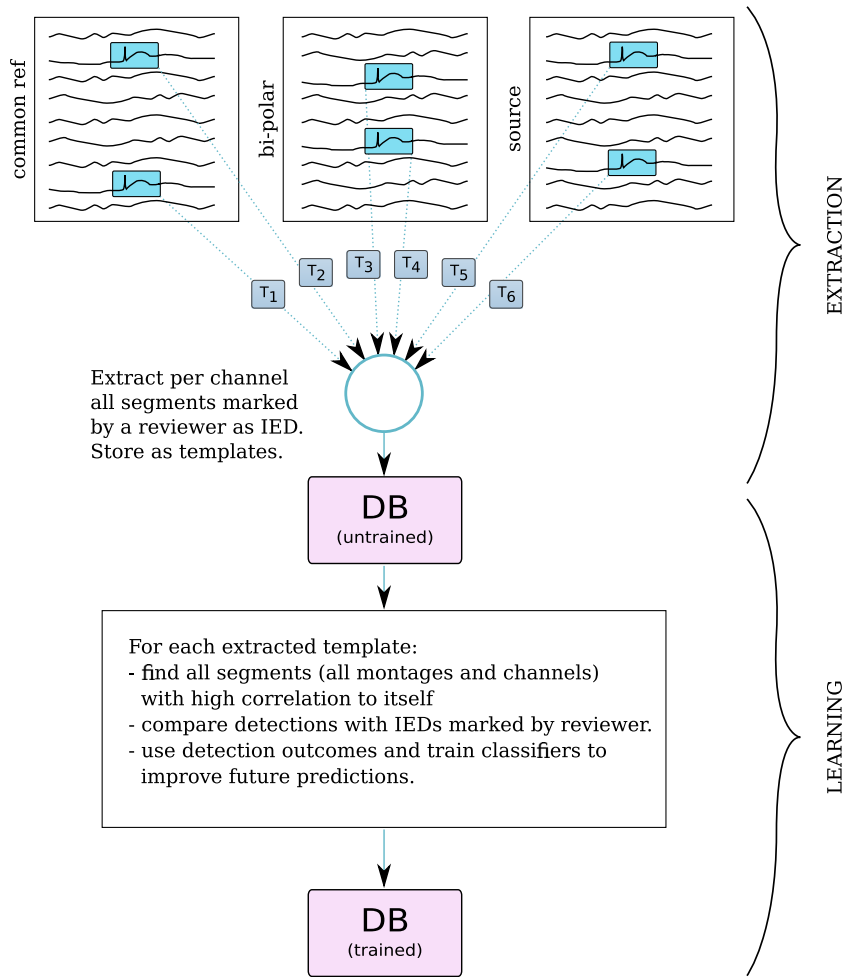 common ref
bi-polar
source
T1
T2
T3
T4
T5
T6
EXTRACTION
Extract per channel
all segments marked
by a reviewer as IED.
Store as templates.
DB
(untrained)
For each extracted template:
- find all segments (all montages and channels)
with high correlation to itself
- compare detections with IEDs marked by reviewer.
- use detection outcomes and train classifiers to
improve future predictions.
LEARNING
DB
(trained)